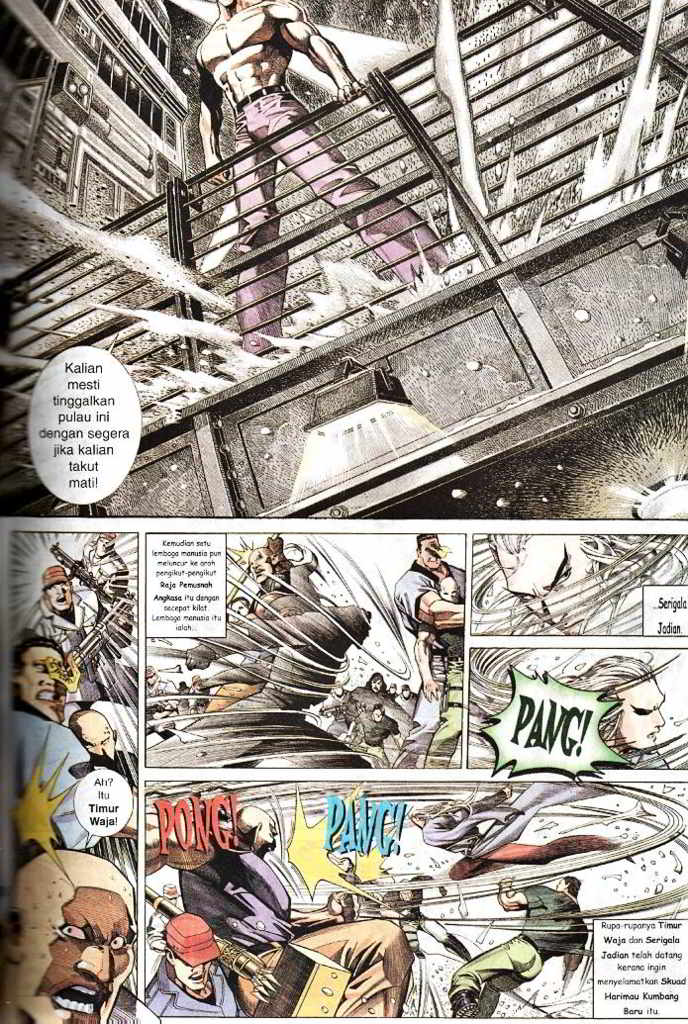 Kalian
mesti
tinggalkan
pulau ini
dengan segera
jika kalian
takut
mati!
Ah?
Itu
Timur
Waja!
Kemudian satu
lembaga manusia pun
meluncur ke arah
pengikut-pengikut
Raja Pemusnah
Angkasa itu dengan
secepat kilat.
Lembaga manusia itu
ialah...
...Serigala
Jadian.
PANG!
PONG!
PANG!
Rupa-rupanya Timur
Waja dan Serigala
Jadian telah datang
kerana ingin
menyelamatkan Skuad
Harimau Kumbang
Baru itu.